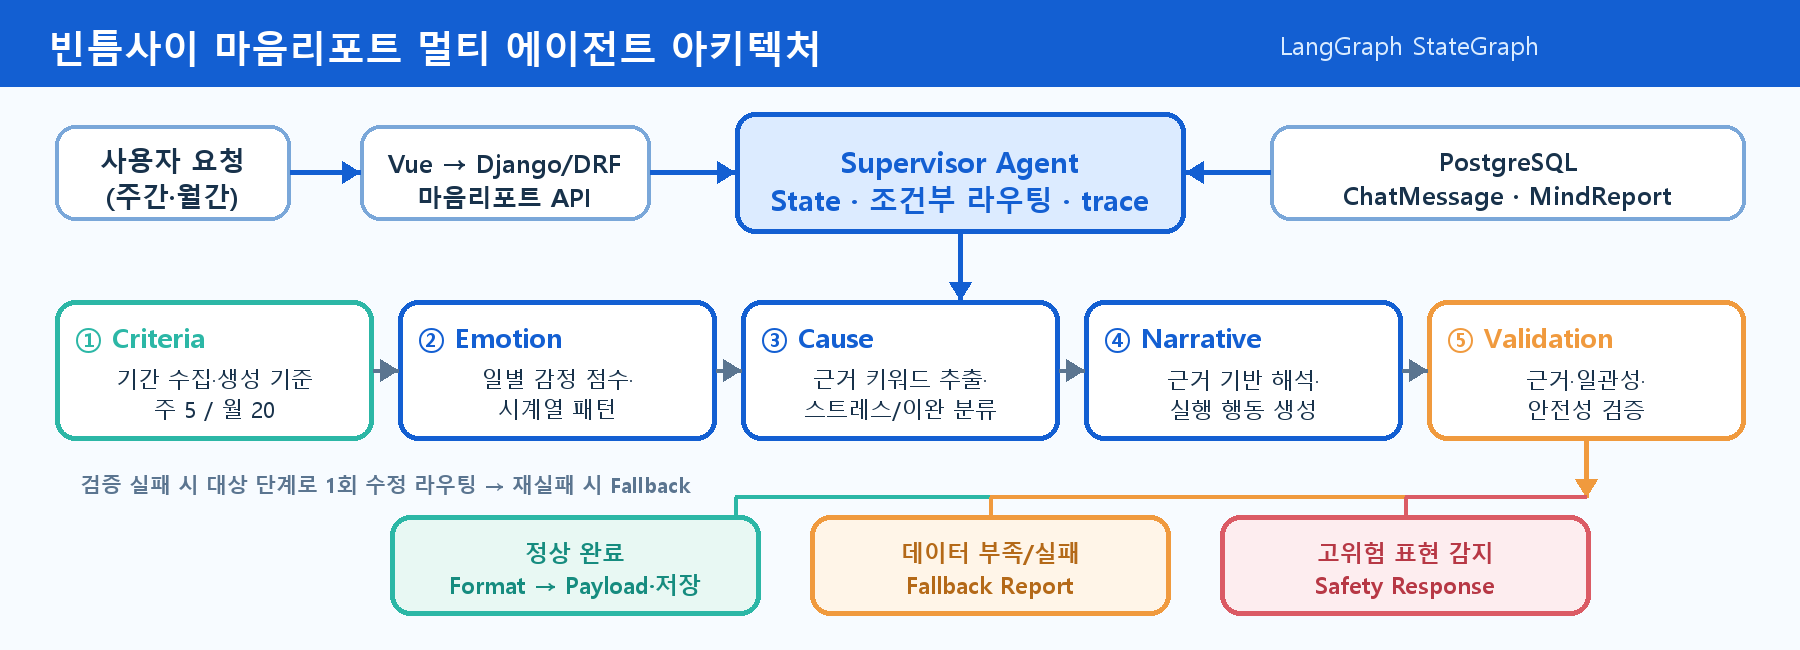 빈틈사이 마음리포트 멀티 에이전트 아키텍처
LangGraph StateGraph
사용자 요청
(주간·월간)
Vue → Django/DRF
마음리포트 API
Supervisor Agent
State · 조건부 라우팅 · trace
PostgreSQL
ChatMessage · MindReport
① Criteria
기간 수집·생성 기준
주 5 / 월 20
② Emotion
일별 감정 점수·
시계열 패턴
③ Cause
근거 키워드 추출·
스트레스/이완 분류
④ Narrative
근거 기반 해석·
실행 행동 생성
⑤ Validation
근거·일관성·
안전성 검증
검증 실패 시 대상 단계로 1회 수정 라우팅 → 재실패 시 Fallback
정상 완료
Format → Payload·저장
데이터 부족/실패
Fallback Report
고위험 표현 감지
Safety Response